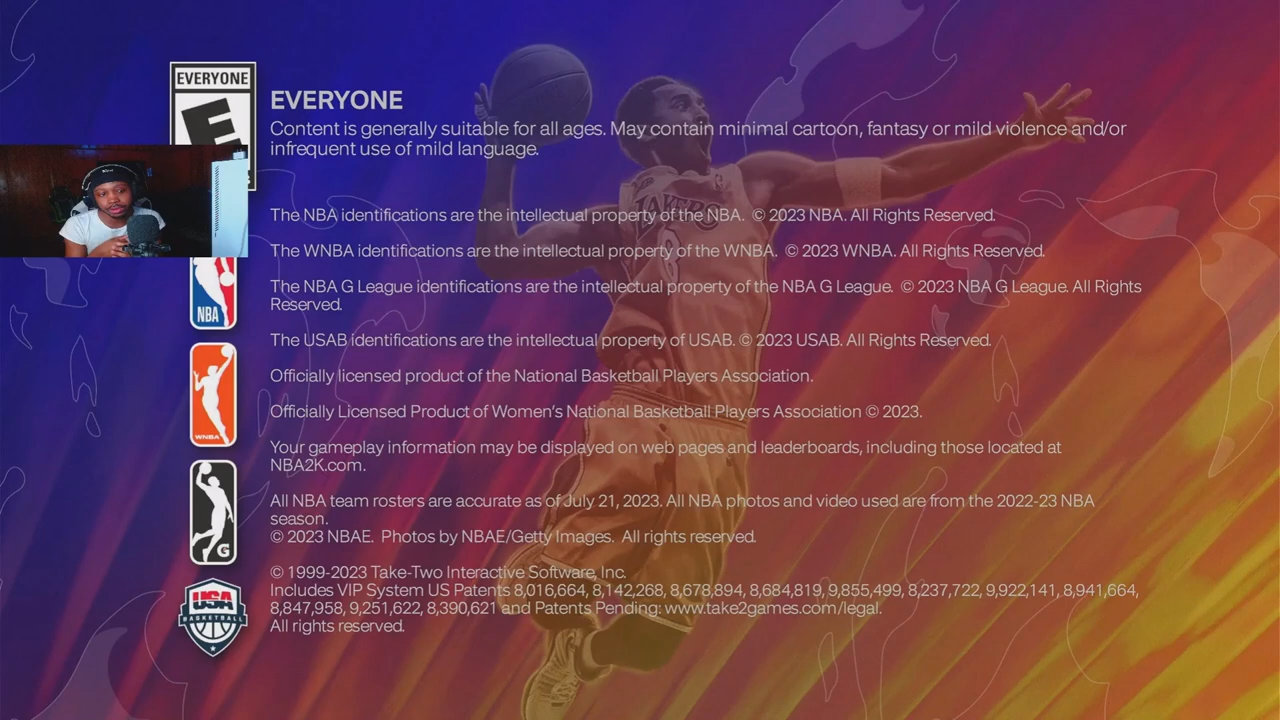 EVERYONE
E
EVERYONE
Content is generally suitable for all ages. May contain minimal cartoon, fantasy or mild violence and/or
infrequent use of mild language.
The NBA identifications are the intellectual property of the NBA. © 2023 NBA. All Rights Reserved.
LAKERS
8
The WNBA identifications are the intellectual property of the WNBA. © 2023 WNBA. All Rights Reserved.
The NBA G League identifications are the intellectual property of the NBA G League. © 2023 NBA G League. All Rights
Reserved.
NBA
The USAB identifications are the intellectual property of USAB. © 2023 USAB. All Rights Reserved.
Officially licensed product of the National Basketball Players Association.
Officially Licensed Product of Women's National Basketball Players Association © 2023.
WNBA
Your gameplay information may be displayed on web pages and leaderboards, including those located at
NBA2K.com.
All NBA team rosters are accurate as of July 21, 2023. All NBA photos and video used are from the 2022-23 NBA
season.
© 2023 NBAE. Photos by NBAE/Getty Images. All rights reserved.
G
© 1999-2023 Take-Two Interactive Software, Inc.
Includes VIP System US Patents 8,016,664, 8,142,268, 8,678,894, 8,684,819, 9,855,499, 8,237,722, 9,922,141, 8,941,664,
8,847,958, 9,251,622, 8,390,621 and Patents Pending: www.take2games.com/legal.
All rights reserved.
USA
BASKETBALL